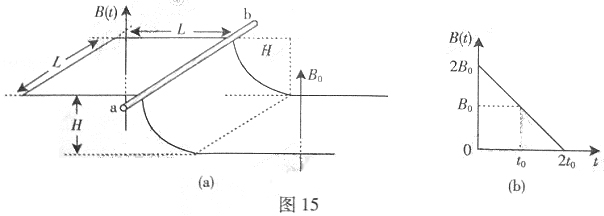 B(t)
L
b
L
H
B₀
a
H
(a)
B(t)
2B₀
B₀
0
t₀
2t₀
t
(b)
图 15